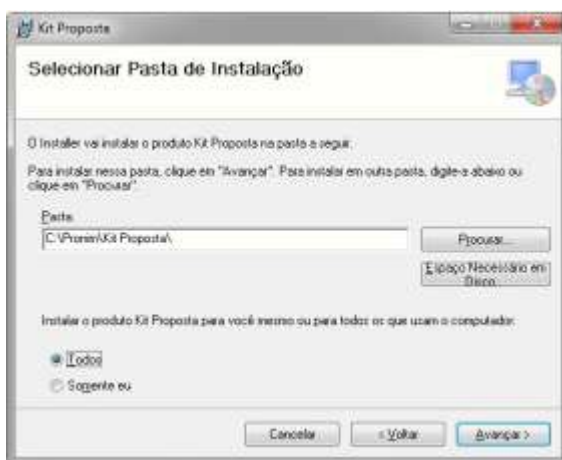 Kit Proposta
Selecionar Pasta de Instalação
O Installer vai instalar o produto Kit Proposta na pasta a seguir.
Para instalar nessa pasta, clique em "Avançar". Para instalar em outra pasta, digite-a abaixo ou
clique em "Procurar".
Pasta:
C:\Pronim\Kit Proposta\
Procurar...
Espaço Necessário em
Disco...
Instalar o produto Kit Proposta para você mesmo ou para todos os que usam o computador:
Todos
Somente eu
Cancelar
< Voltar
Avançar >